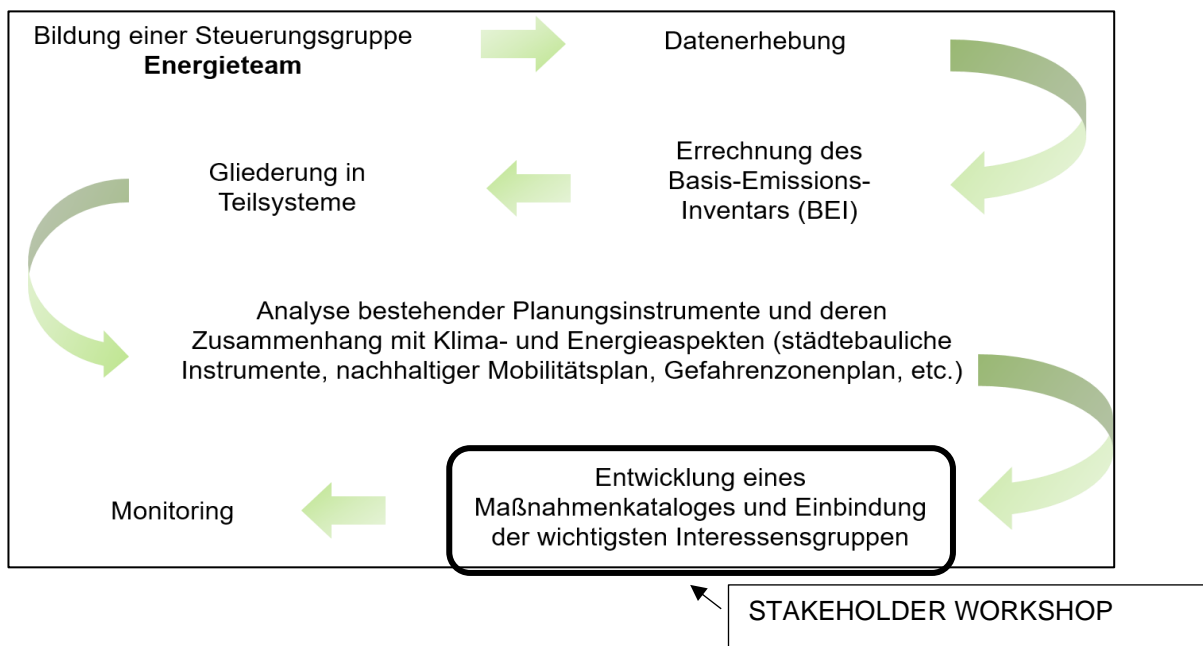 Bildung einer Steuerungsgruppe
Energieteam
Datenerhebung
Errechnung des
Basis-Emissions-
Inventars (BEI)
Gliederung in
Teilsysteme
Analyse bestehender Planungsinstrumente und deren
Zusammenhang mit Klima- und Energieaspekten (städtebauliche
Instrumente, nachhaltiger Mobilitätsplan, Gefahrenzonenplan, etc.)
Entwicklung eines
Maßnahmenkataloges und Einbindung
der wichtigsten Interessensgruppen
Monitoring
STAKEHOLDER WORKSHOP